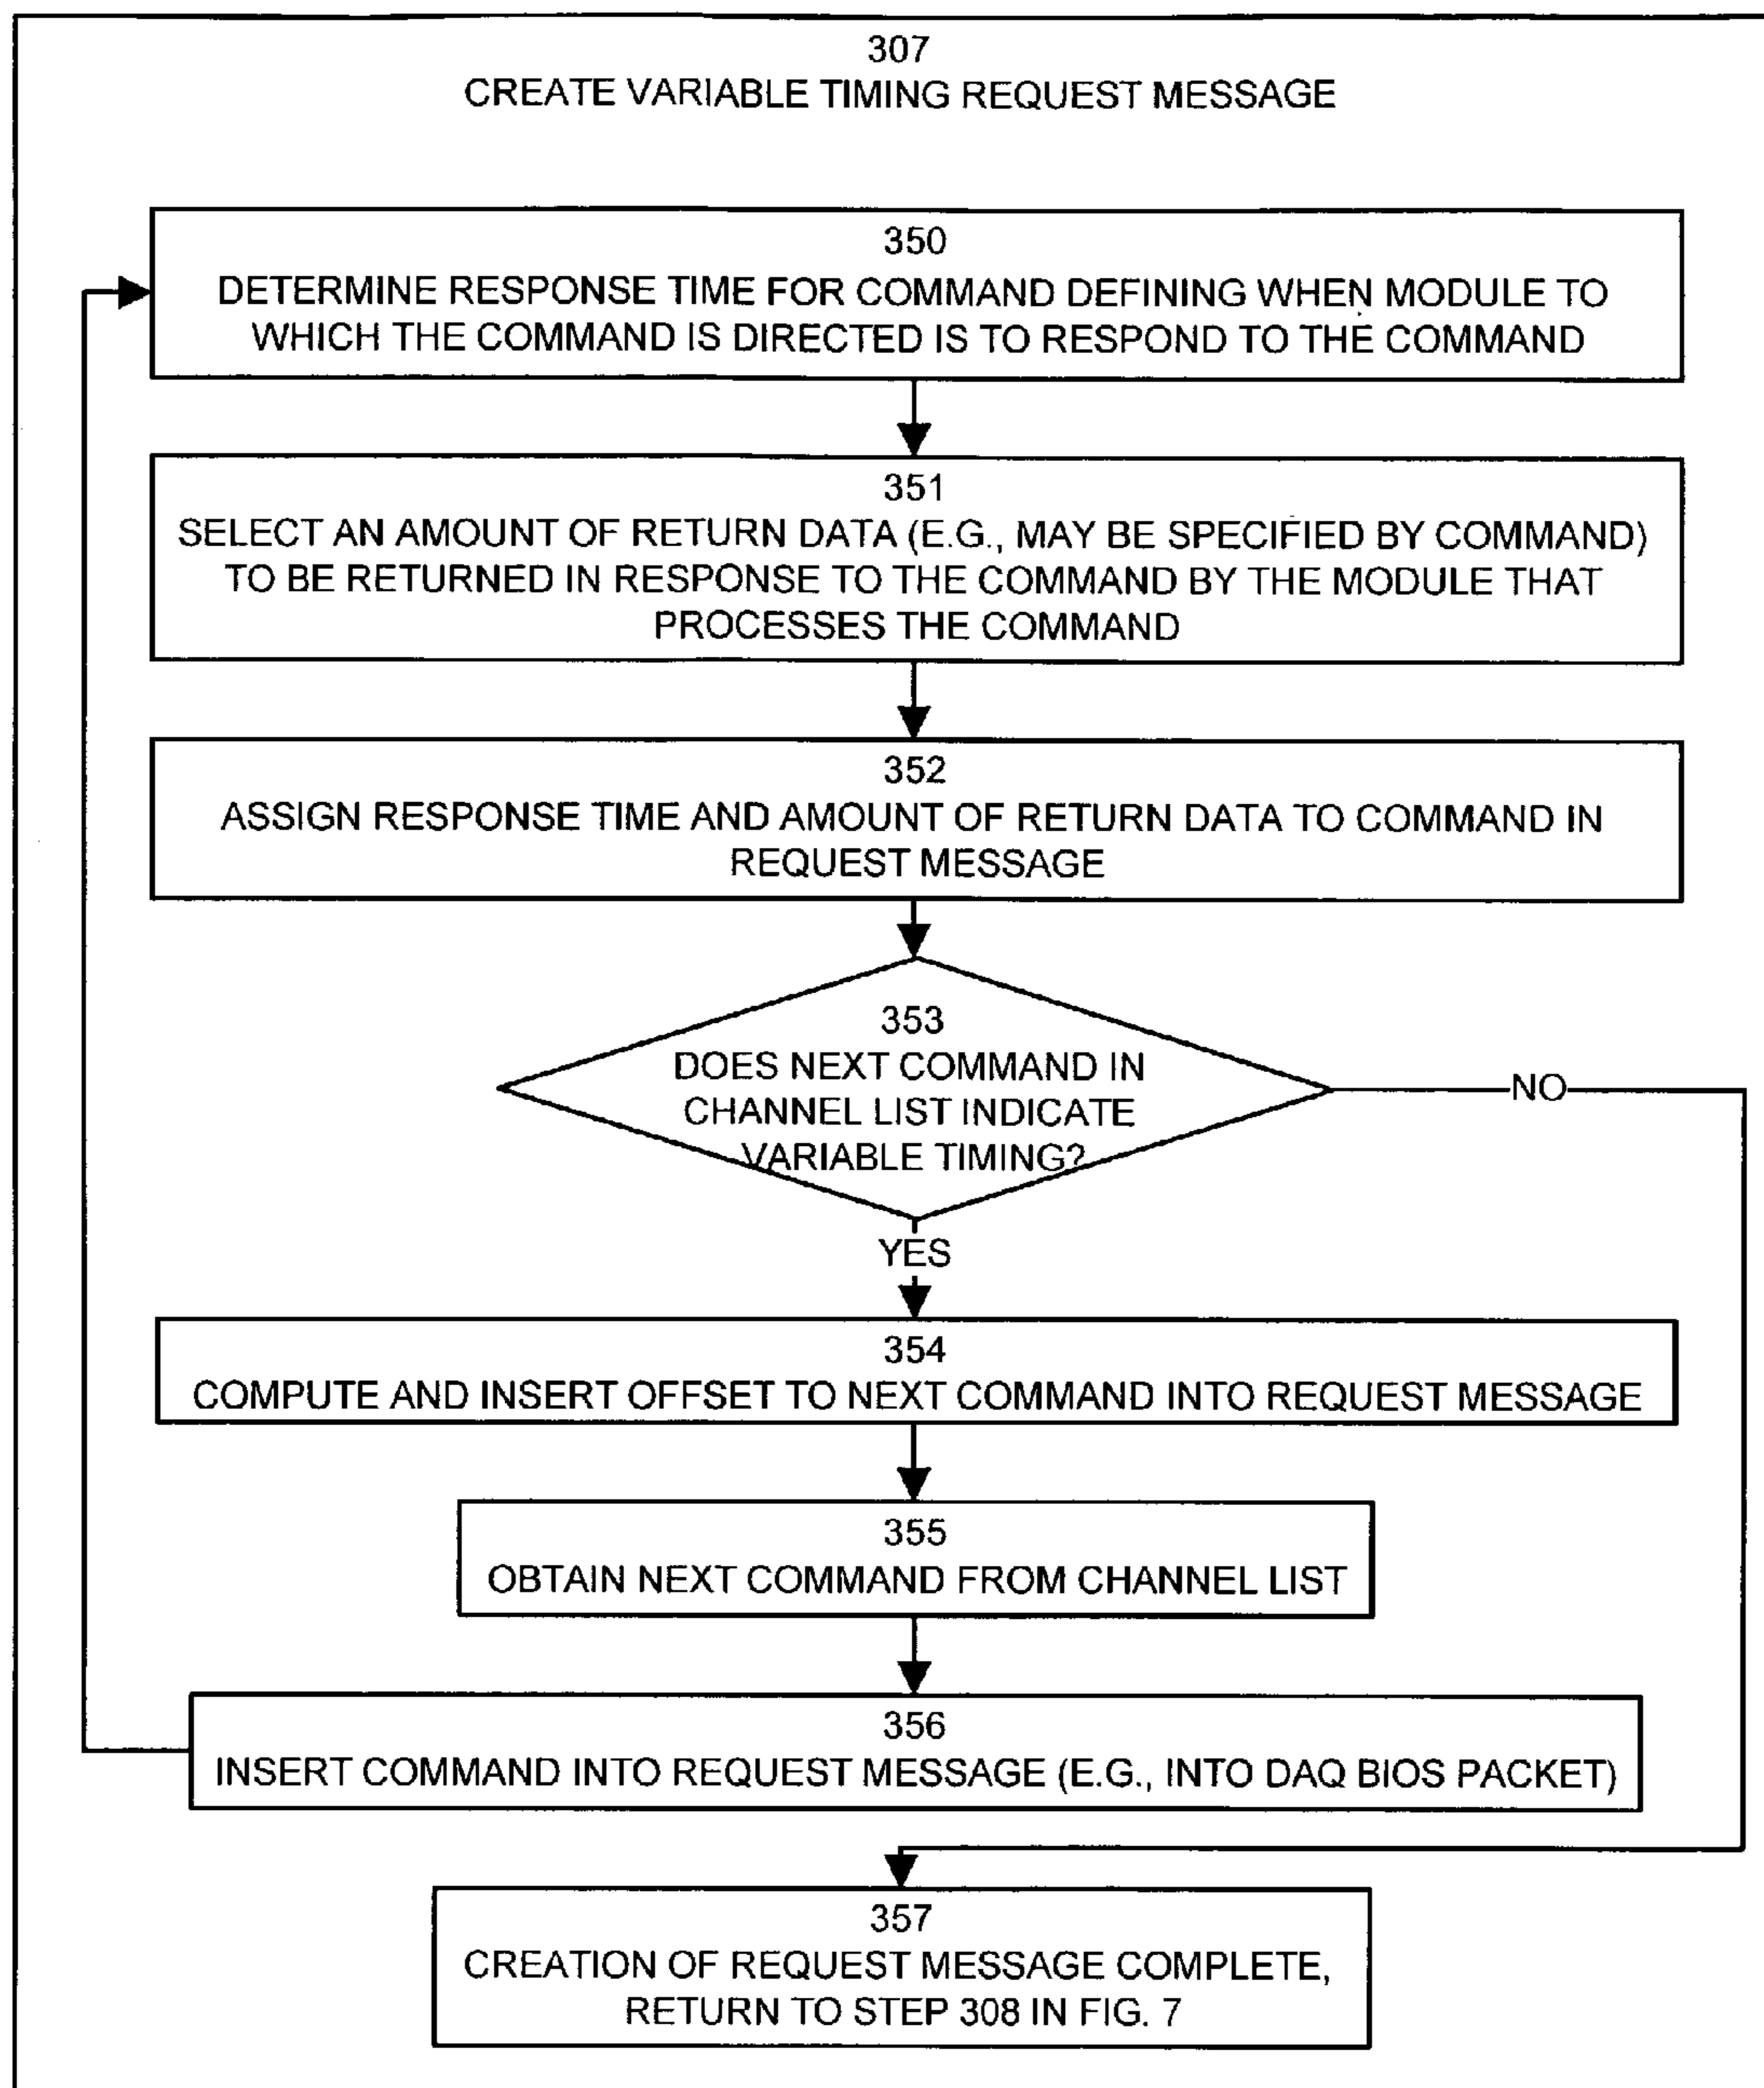 307
CREATE VARIABLE TIMING REQUEST MESSAGE
350
DETERMINE RESPONSE TIME FOR COMMAND DEFINING WHEN MODULE TO
WHICH THE COMMAND IS DIRECTED IS TO RESPOND TO THE COMMAND
351
SELECT AN AMOUNT OF RETURN DATA (E.G., MAY BE SPECIFIED BY COMMAND)
TO BE RETURNED IN RESPONSE TO THE COMMAND BY THE MODULE THAT
PROCESSES THE COMMAND
352
ASSIGN RESPONSE TIME AND AMOUNT OF RETURN DATA TO COMMAND IN
REQUEST MESSAGE
353
DOES NEXT COMMAND IN
CHANNEL LIST INDICATE
VARIABLE TIMING?
NO
YES
354
COMPUTE AND INSERT OFFSET TO NEXT COMMAND INTO REQUEST MESSAGE
355
OBTAIN NEXT COMMAND FROM CHANNEL LIST
356
INSERT COMMAND INTO REQUEST MESSAGE (E.G., INTO DAQ BIOS PACKET)
357
CREATION OF REQUEST MESSAGE COMPLETE,
RETURN TO STEP 308 IN FIG. 7